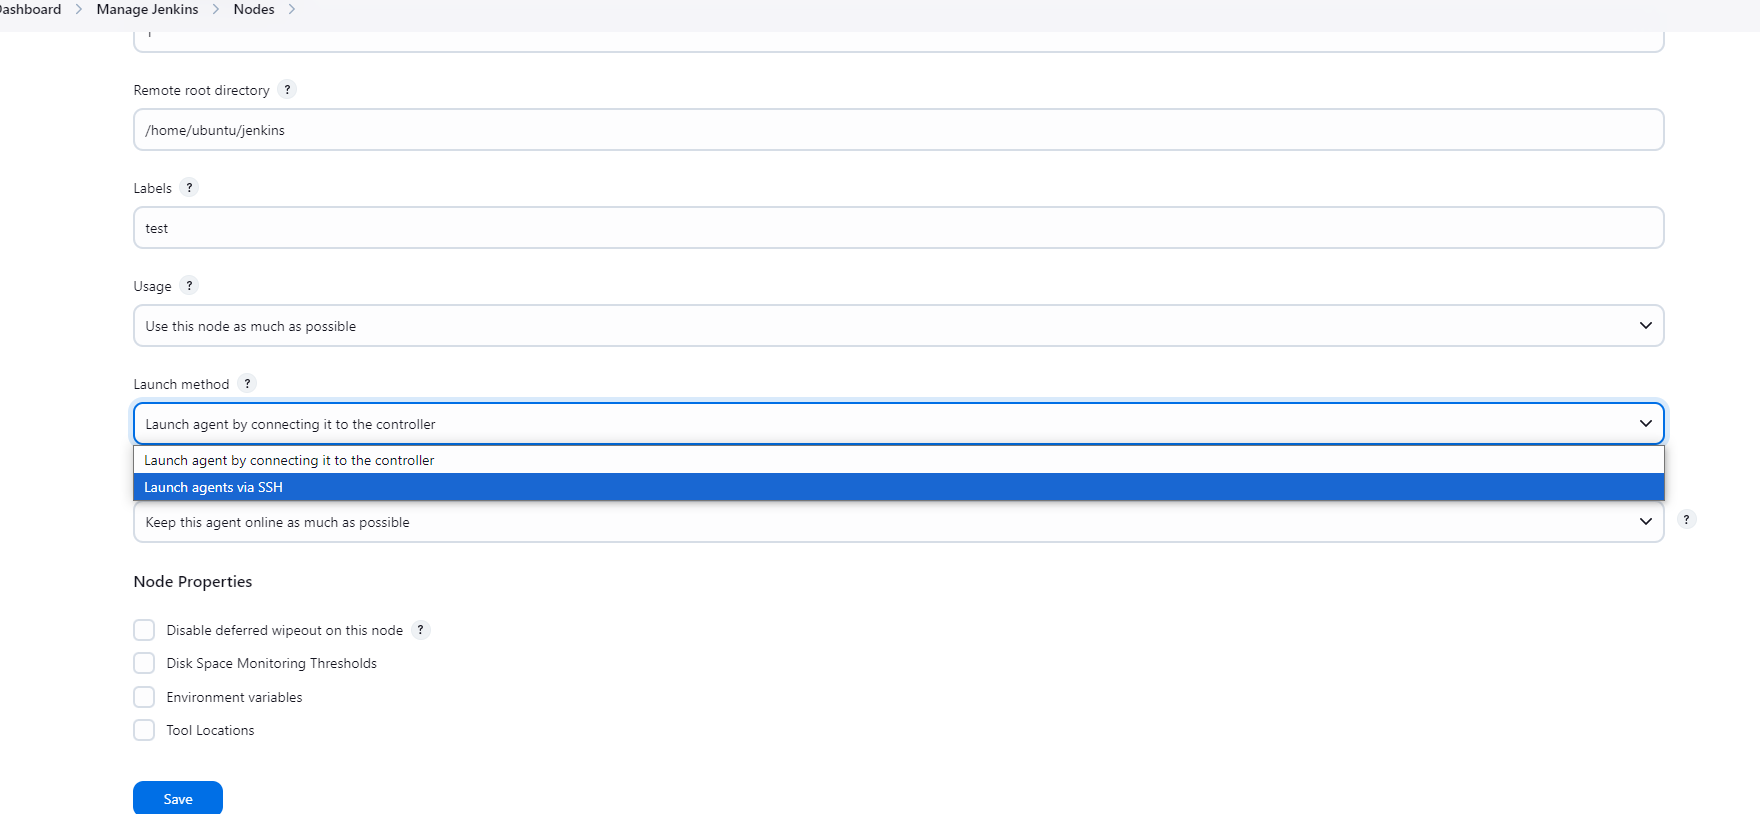 Dashboard > Manage Jenkins > Nodes >
Remote root directory ?
/home/ubuntu/jenkins
Labels ?
test
Usage ?
Use this node as much as possible
Launch method ?
Launch agent by connecting it to the controller
Launch agent by connecting it to the controller
Launch agents via SSH
Keep this agent online as much as possible ?
Node Properties
Disable deferred wipeout on this node ?
Disk Space Monitoring Thresholds
Environment variables
Tool Locations
Save